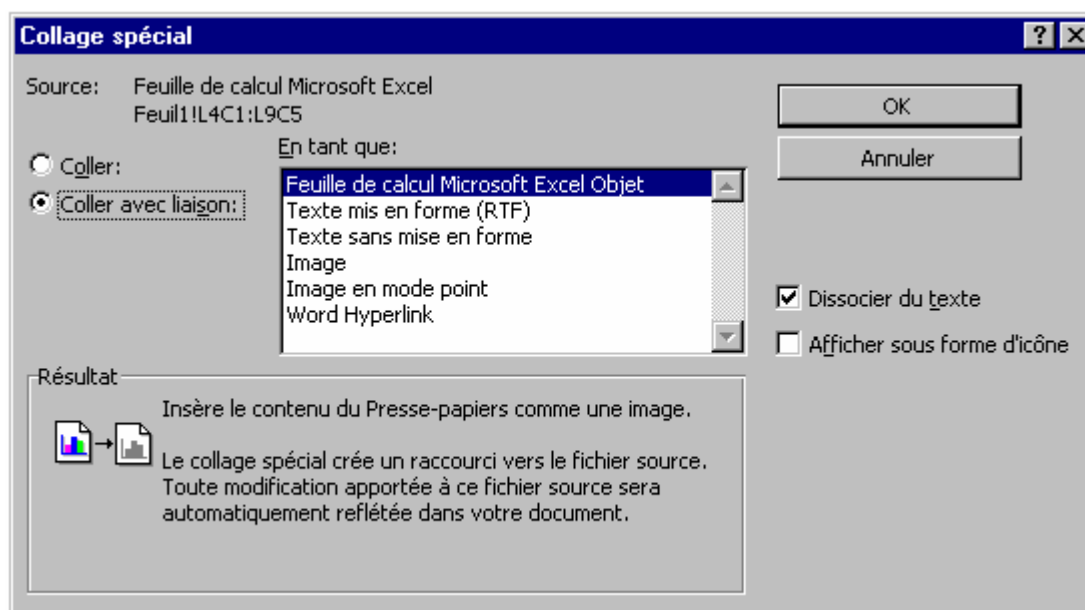 Collage spécial
Source: Feuille de calcul Microsoft Excel
Feuil1!L4C1:L9C5
OK
Annuler
Coller:
Coller avec liaison:
En tant que:
Feuille de calcul Microsoft Excel Objet
Texte mis en forme (RTF)
Texte sans mise en forme
Image
Image en mode point
Word Hyperlink
Dissocier du texte
Afficher sous forme d'icône
Résultat
Insère le contenu du Presse-papiers comme une image.
Le collage spécial crée un raccourci vers le fichier source.
Toute modification apportée à ce fichier source sera
automatiquement reflétée dans votre document.